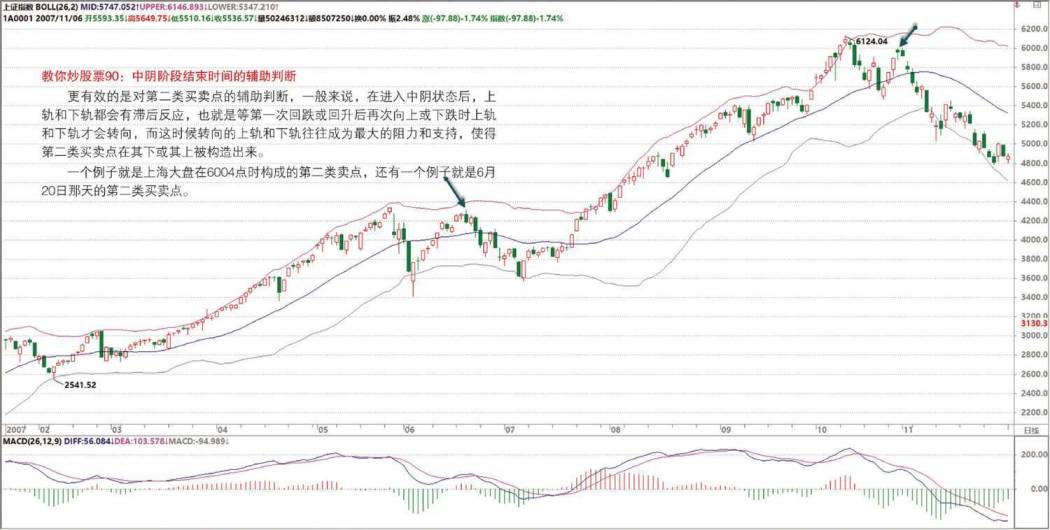 上证指数 BOLL(26,2) MID:5747.052↑UPPER:6146.893↓LOWER:5347.210↑
1A0001 2007/11/06 开5593.35↓高5649.75↓低5510.16↓收5536.57↓量50246312↓额8507250↓换0.00% 振2.48% 涨(-97.88)-1.74% 指数(-97.88)-1.74%
6200.0
6124.04
6000.0
5800.0
教你炒股票90：中阴阶段结束时间的辅助判断
5600.0
更有效的是对第二类买卖点的辅助判断，一般来说，在进入中阴状态后，上
轨和下轨都会有滞后反应，也就是等第一次回跌或回升后再次向上或下跌时上轨
5400.0
和下轨才会转向，而这时候转向的上轨和下轨往往成为最大的阻力和支持，使得
5200.0
第二类买卖点在其下或其上被构造出来。
5000.0
一个例子就是上海大盘在6004点时构成的第二类卖点，还有一个例子就是6月
4800.0
20日那天的第二类买卖点。
4600.0
4400.0
4200.0
4000.0
3800.0
3600.0
3400.0
3200.0
3130.3
3000.0
2800.0
2600.0
2541.52
2400.0
2200.0
2007 02 03 04 05 06 07 08 09 10 11 日线
MACD(26,12,9) DIFF:56.084↓DEA:103.578↓MACD:-94.989↓
200.00
0.00